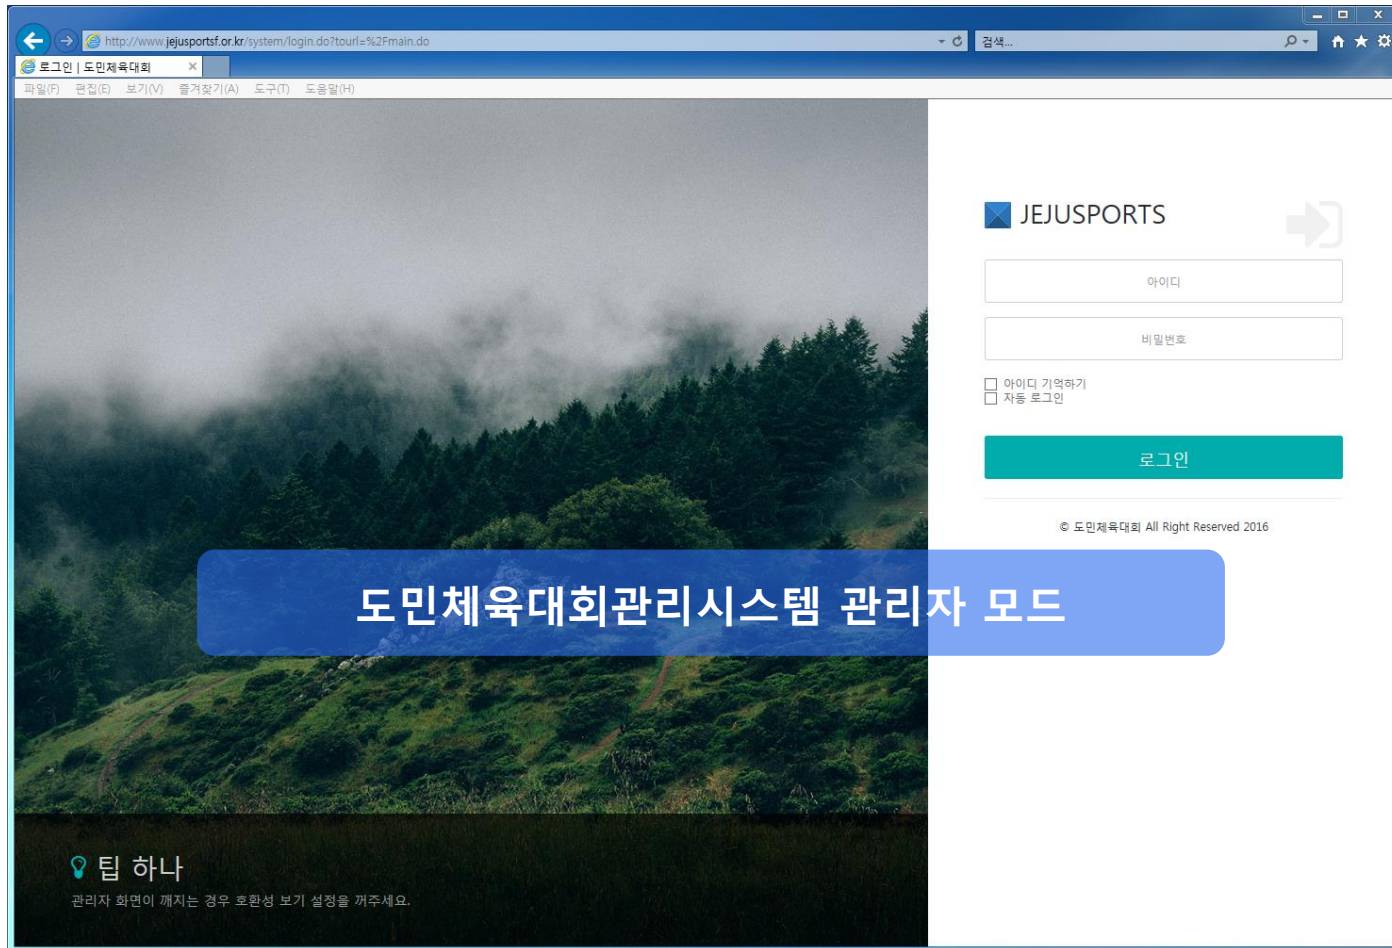 http://www.jejusportsf.or.kr/system/login.do?tourl=%2Fmain.do
검색...
로그인 | 도민체육대회
파일(F) 편집(E) 보기(V) 즐겨찾기(A) 도구(T) 도움말(H)
JEJUSPORTS
아이디
비밀번호
아이디 기억하기
자동 로그인
로그인
© 도민체육대회 All Right Reserved 2016
도민체육대회관리시스템 관리자 모드
팁 하나
관리자 화면이 깨지는 경우 호환성 보기 설정을 꺼주세요.